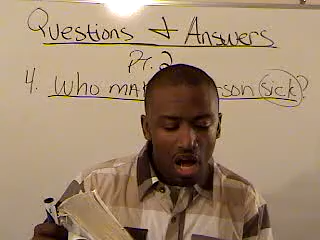 Questions & Answers
Pt. 2
4. Who ma son sick?